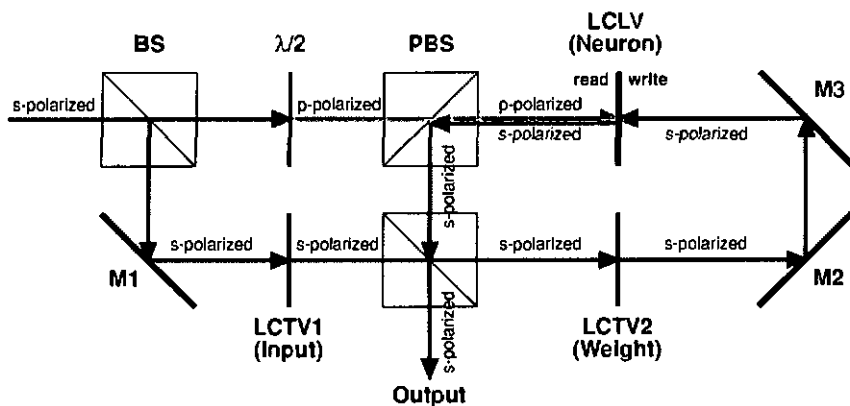 BS
λ/2
PBS
LCLV
(Neuron)
read
write
M3
s-polarized
p-polarized
p-polarized
s-polarized
s-polarized
s-polarized
s-polarized
s-polarized
s-polarized
s-polarized
M1
M2
LCTV1
(Input)
s-polarized
LCTV2
(Weight)
Output